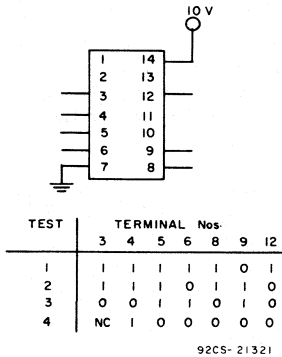 10 V
1 14
2 13
3 12
4 11
5 10
6 9
7 8
TEST TERMINAL Nos.
3 4 5 6 8 9 12
1 1 1 1 1 1 0 1
2 1 1 1 0 1 1 0
3 0 0 1 1 0 1 0
4 NC 1 0 0 0 0 0
92CS-21321